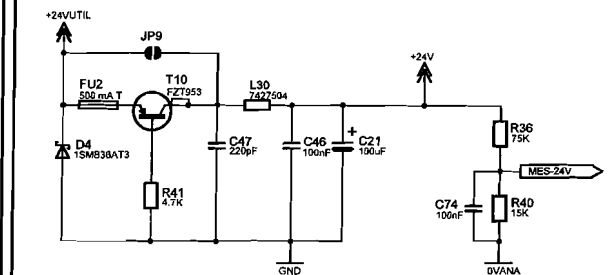 +24VUTIL
JP9
+24V
FU2
500 mA T
T10
FZT953
L30
7427504
D4
1SM836AT3
C47
220pF
C46
100nF
+
C21
100uF
R36
75K
MES-24V
R41
4.7K
C74
100nF
R40
15K
GND
0VANA